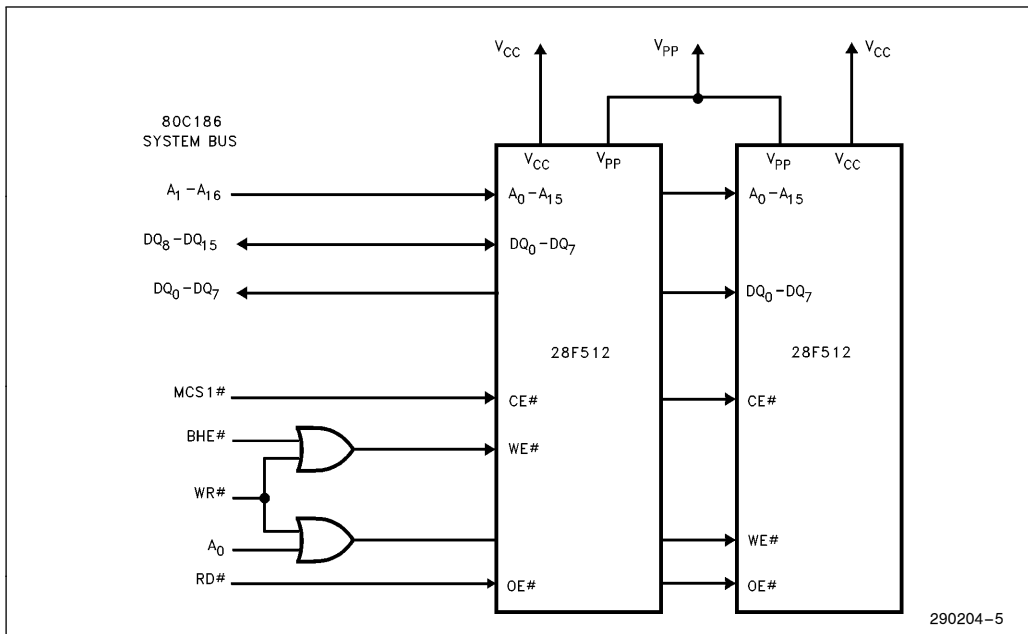 V_CC V_PP V_CC
80C186
SYSTEM BUS
V_CC V_PP V_PP V_CC
A_1–A_16 A_0–A_15 A_0–A_15
DQ_8–DQ_15 DQ_0–DQ_7
DQ_0–DQ_7 DQ_0–DQ_7
28F512 28F512
MCS1# CE# CE#
BHE# WE#
WR#
A_0 WE#
RD# OE# OE#
290204–5